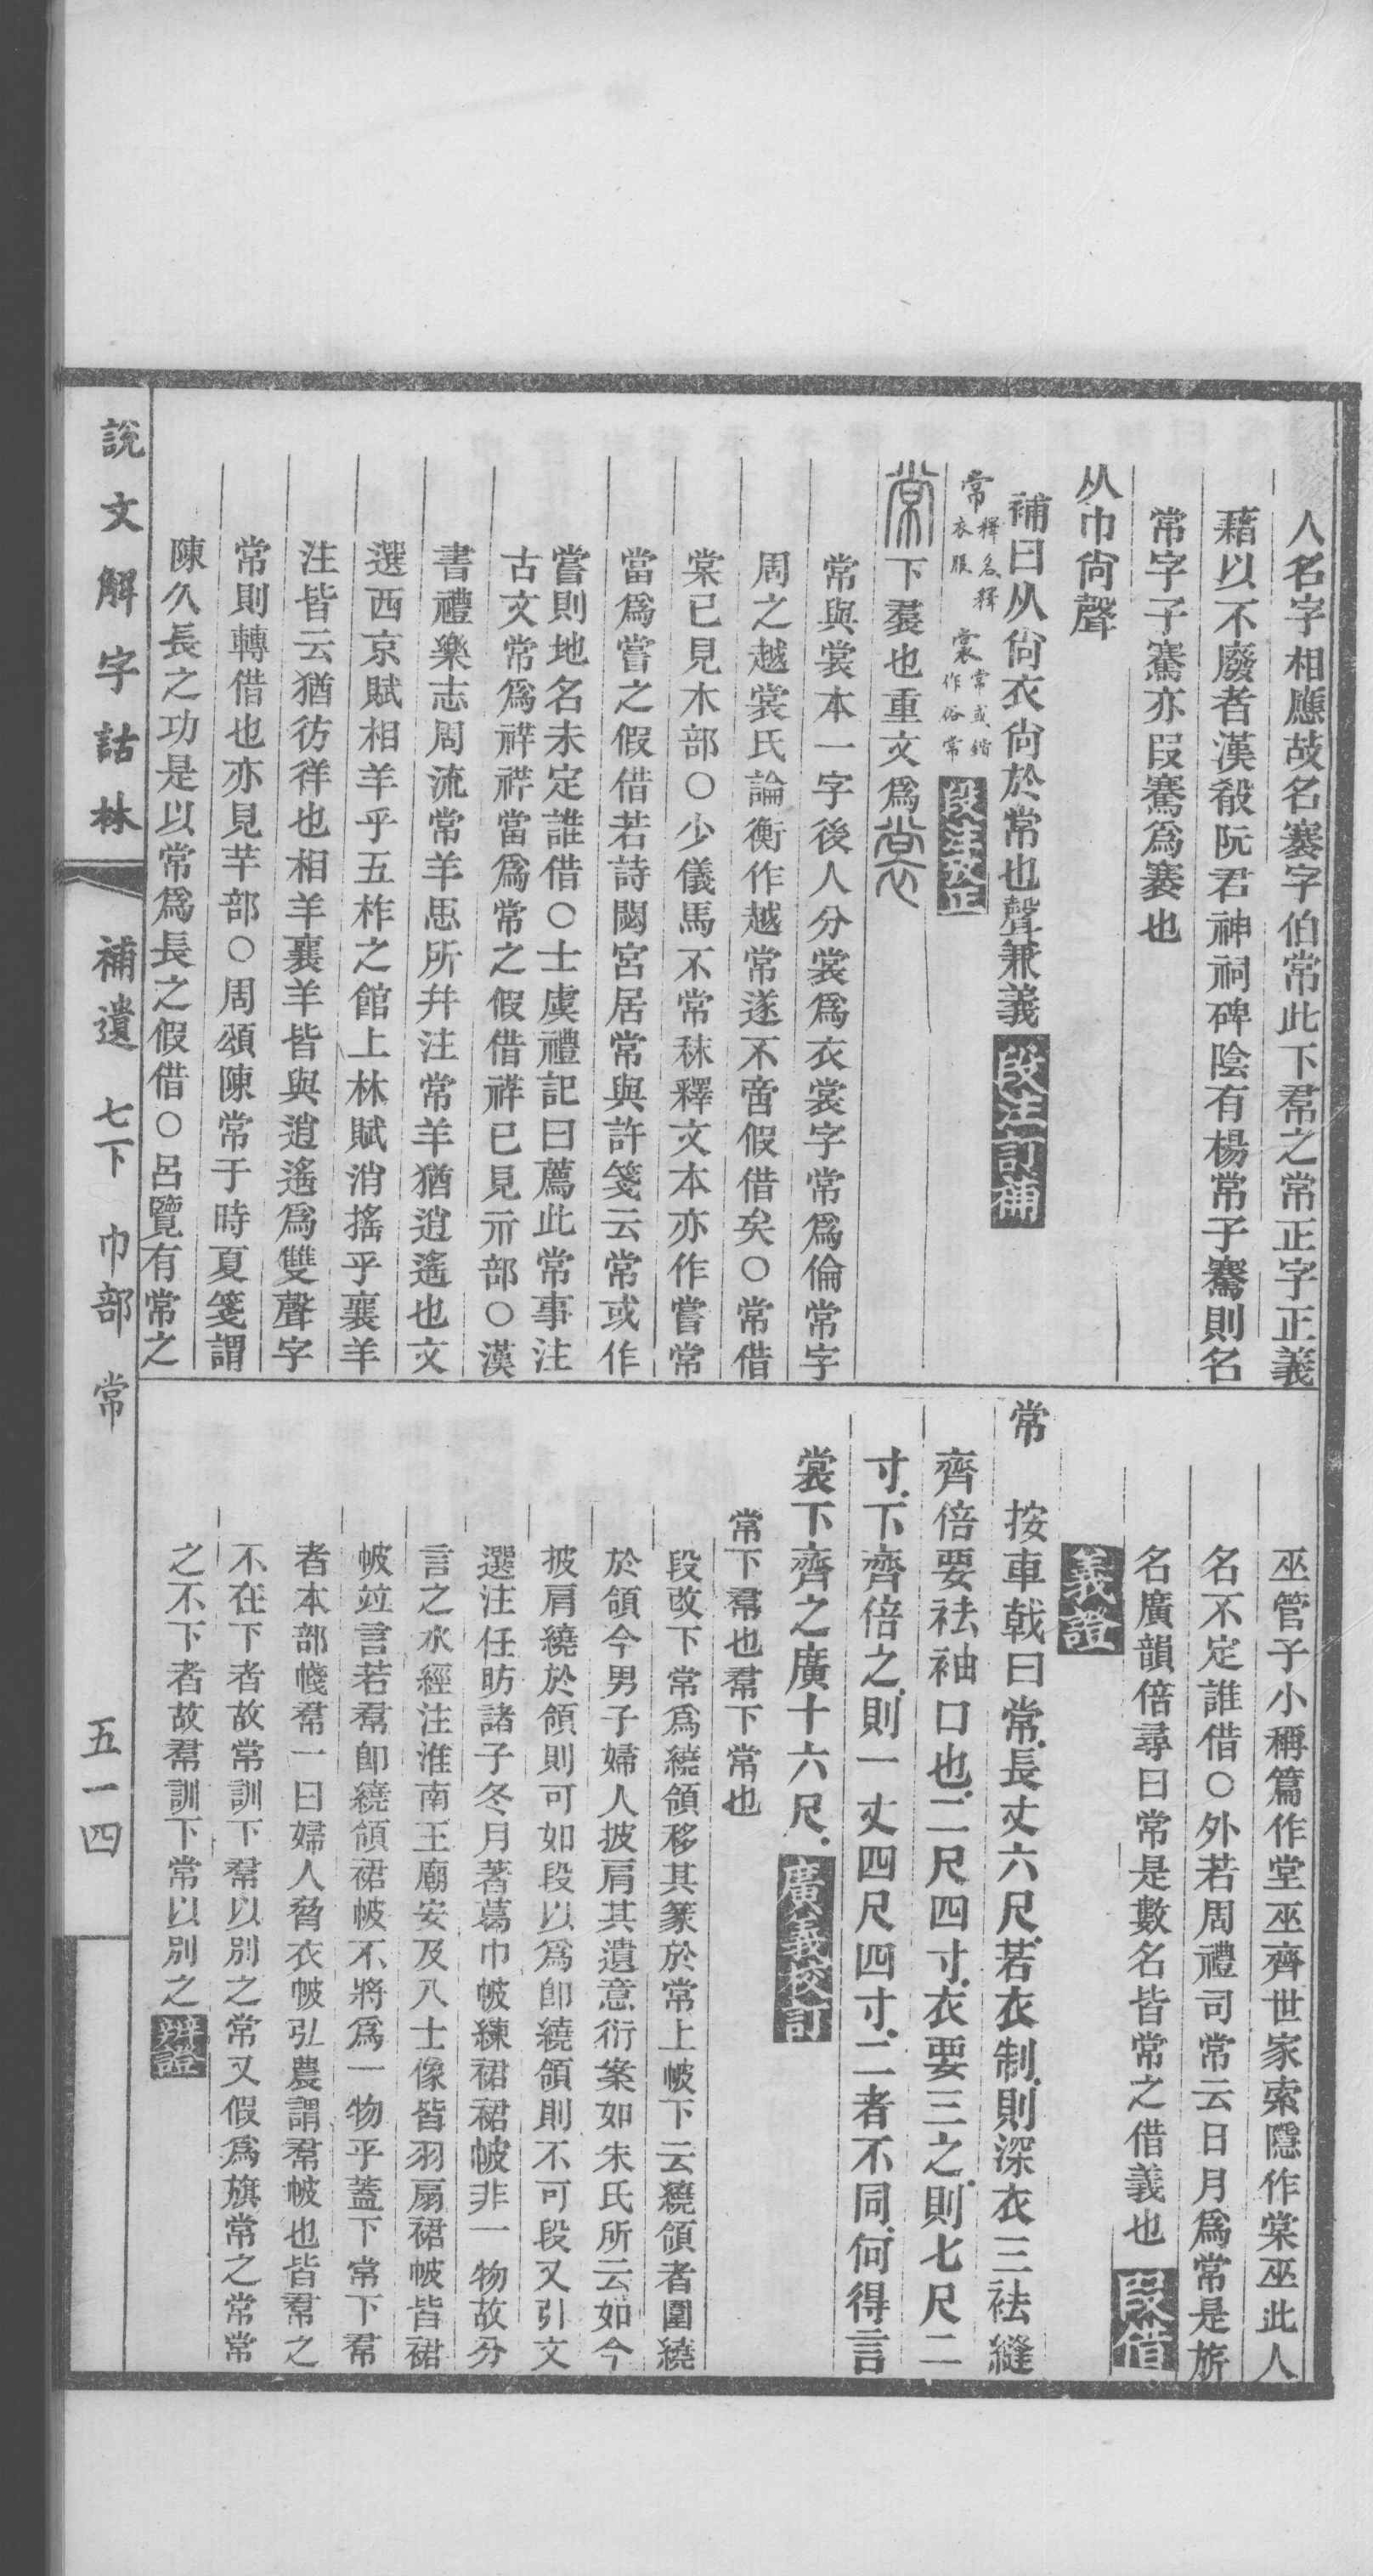 人名字相應故名褰字伯常此下帬之常正字正義
藉以不廢者漢殽阮君神祠碑陰有楊常子騫則名
常字子騫亦叚騫爲褰也
从巾尙聲
補曰从尙衣尙於常也聲兼義 段注訂補
常 釋名釋衣服 裳 常或作俗常 段注攷正
常下羣也重文爲裳
常與裳本一字後人分裳爲衣裳字常爲倫常字
周之越裳氏論衡作越常遂不啻假借矣○常借
棠已見木部○少儀馬不常秣釋文本亦作嘗常
當爲嘗之假借若詩閟宮居常與許箋云常或作
嘗則地名未定誰借○士虞禮記曰薦此常事注
古文常爲祥祥當爲常之假借祥已見示部○漢
書禮樂志周流常羊思所幷注常羊猶逍遙也文
選西京賦相羊乎五柞之館上林賦消搖乎襄羊
注皆云猶彷徉也相羊襄羊皆與逍遙爲雙聲字
常則轉借也亦見芉部○周頌陳常于時夏箋謂
陳久長之功是以常爲長之假借○呂覽有常之
巫管子小稱篇作堂巫齊世家索隱作棠巫此人
名不定誰借○外若周禮司常云日月爲常是旂
名廣韻倍尋曰常是數名皆常之借義也 段借
義證
常 按車戟曰常長丈六尺若衣制則深衣三袪縫
齊倍要袪袖口也二尺四寸衣要三之則七尺二
寸下齊倍之則一丈四尺四寸二者不同何得言
裳下齊之廣十六尺 廣義校訂
常下帬也帬下常也
段改下常爲繞領移其篆於常上帔下云繞領者圍繞
於領今男子婦人披肩其遺意衍案如朱氏所云如今
披肩繞於領則可如段以爲卽繞領則不可段又引文
選注任昉諸子冬月著葛巾帔練裙裙帔非一物故分
言之水經注淮南王廟安及八士像皆羽扇裙帔皆裙
帔竝言若帬卽繞領裙帔不將爲一物乎蓋下常下帬
者本部㡞帬一曰婦人脅衣帔弘農謂帬帔也皆帬之
不在下者故常訓下帬以別之常又假爲旗常之常常
之不下者故帬訓下常以別之 辨證
說文解字詁林 補遺 七下 巾部 常 五一四